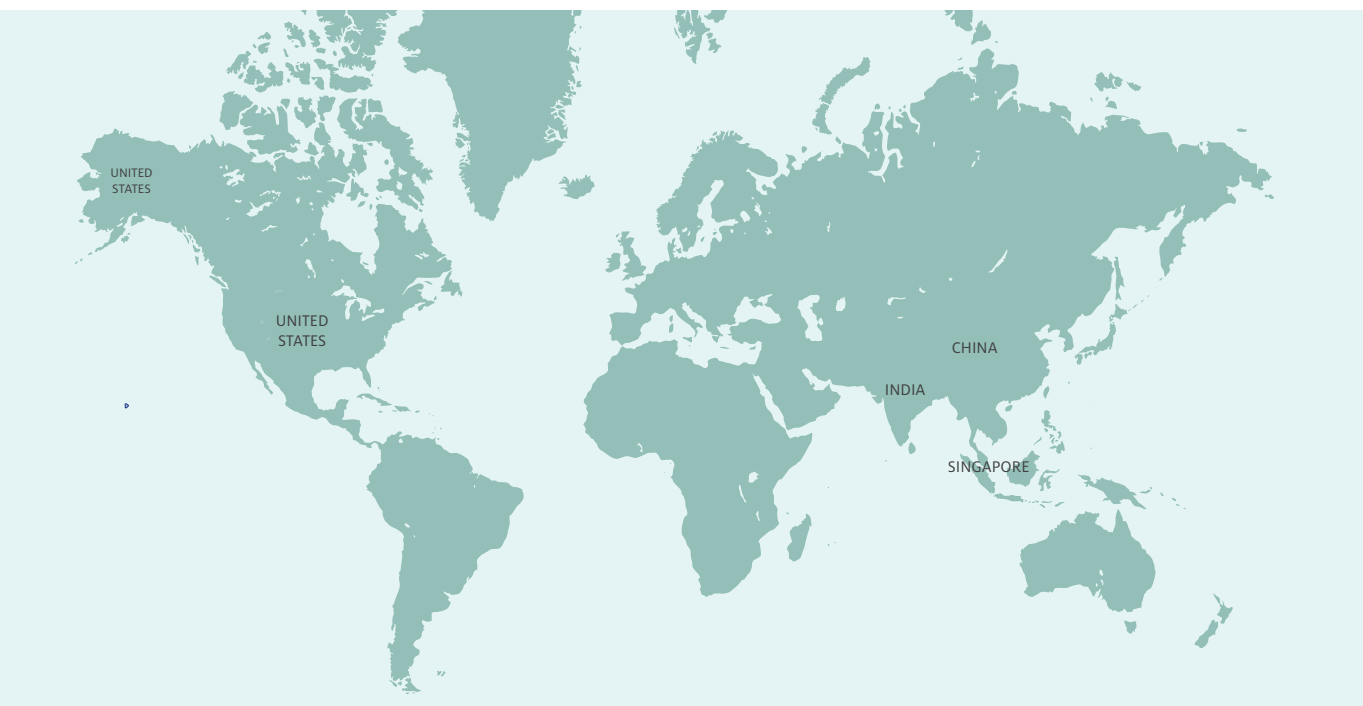 UNITED
STATES
UNITED
STATES
CHINA
INDIA
SINGAPORE